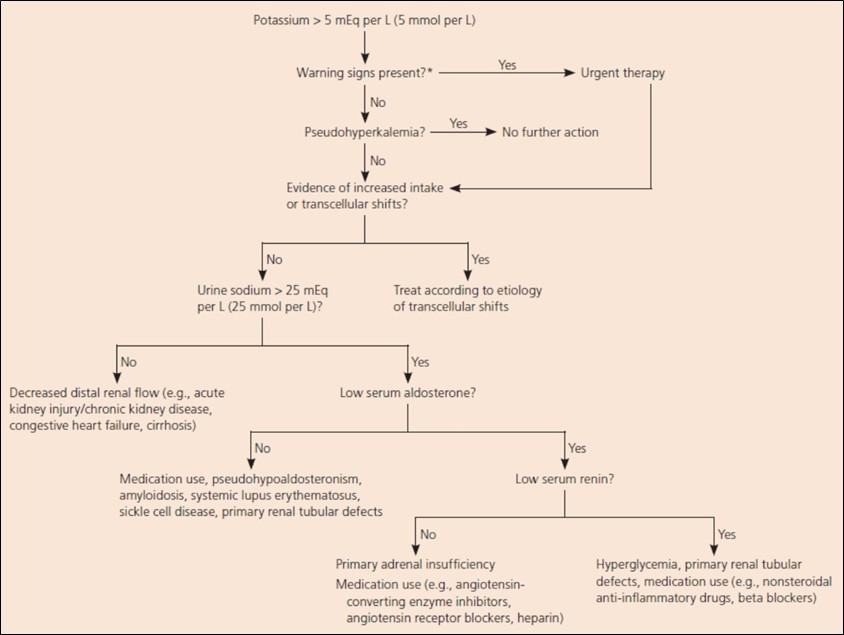 Potassium > 5 mEq per L (5 mmol per L)
Warning signs present?*
Yes
Urgent therapy
No
Pseudohyperkalemia?
Yes
No further action
No
Evidence of increased intake
or transcellular shifts?
No
Yes
Urine sodium > 25 mEq
per L (25 mmol per L)?
Treat according to etiology
of transcellular shifts
No
Yes
Decreased distal renal flow (e.g., acute
kidney injury/chronic kidney disease,
congestive heart failure, cirrhosis)
Low serum aldosterone?
No
Yes
Medication use, pseudohypoaldosteronism,
amyloidosis, systemic lupus erythematosus,
sickle cell disease, primary renal tubular defects
Low serum renin?
No
Yes
Primary adrenal insufficiency
Medication use (e.g., angiotensin-
converting enzyme inhibitors,
angiotensin receptor blockers, heparin)
Hyperglycemia, primary renal tubular
defects, medication use (e.g., nonsteroidal
anti-inflammatory drugs, beta blockers)